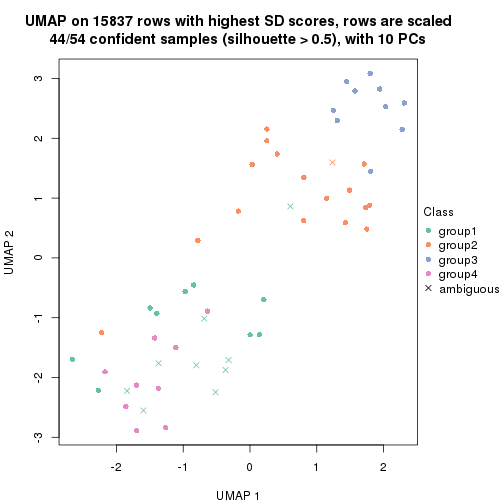 UMAP on 15837 rows with highest SD scores, rows are scaled
44/54 confident samples (silhouette > 0.5), with 10 PCs
3
2
1
0
-1
-2
-3
UMAP 2
-2
-1
0
1
2
UMAP 1
Class
group1
group2
group3
group4
ambiguous